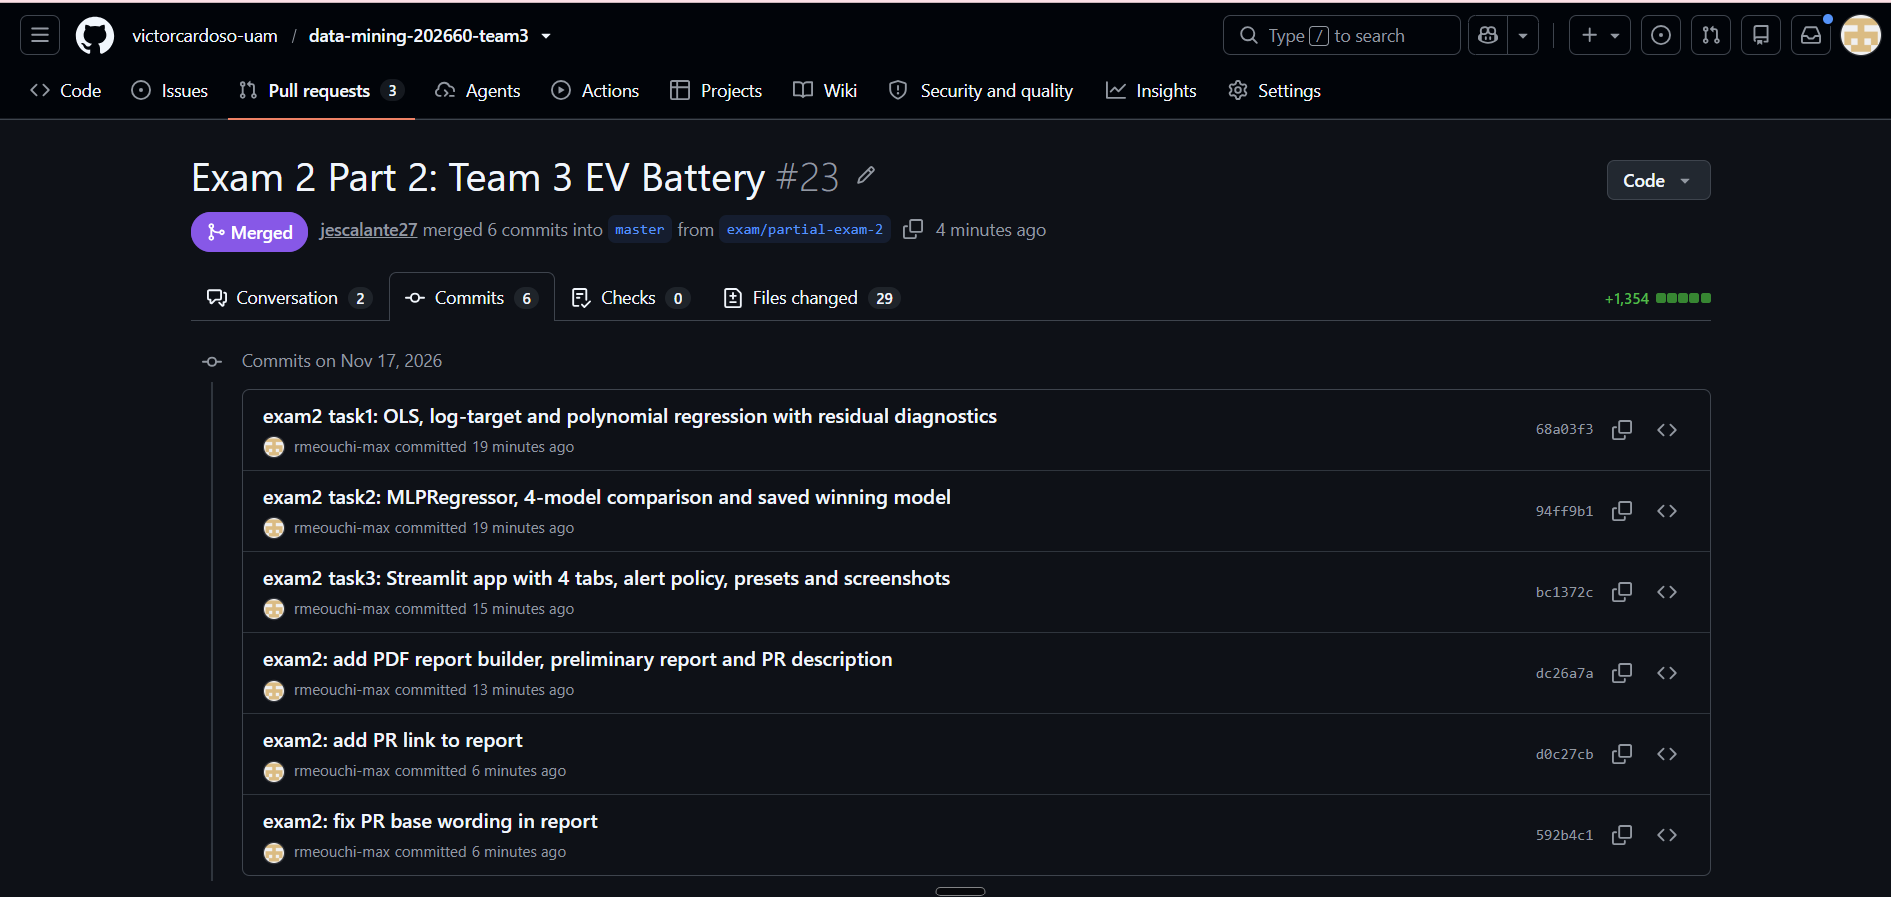 victorcardoso-uam / data-mining-202660-team3
Type / to search
Code
Issues
Pull requests 3
Agents
Actions
Projects
Wiki
Security and quality
Insights
Settings
Exam 2 Part 2: Team 3 EV Battery #23
Code
Merged
jescalante27 merged 6 commits into master from exam/partial-exam-2 4 minutes ago
Conversation 2
Commits 6
Checks 0
Files changed 29
+1,354
Commits on Nov 17, 2026
exam2 task1: OLS, log-target and polynomial regression with residual diagnostics
rmeouchi-max committed 19 minutes ago
68a03f3
exam2 task2: MLPRegressor, 4-model comparison and saved winning model
rmeouchi-max committed 19 minutes ago
94ff9b1
exam2 task3: Streamlit app with 4 tabs, alert policy, presets and screenshots
rmeouchi-max committed 15 minutes ago
bc1372c
exam2: add PDF report builder, preliminary report and PR description
rmeouchi-max committed 13 minutes ago
dc26a7a
exam2: add PR link to report
rmeouchi-max committed 6 minutes ago
d0c27cb
exam2: fix PR base wording in report
rmeouchi-max committed 6 minutes ago
592b4c1